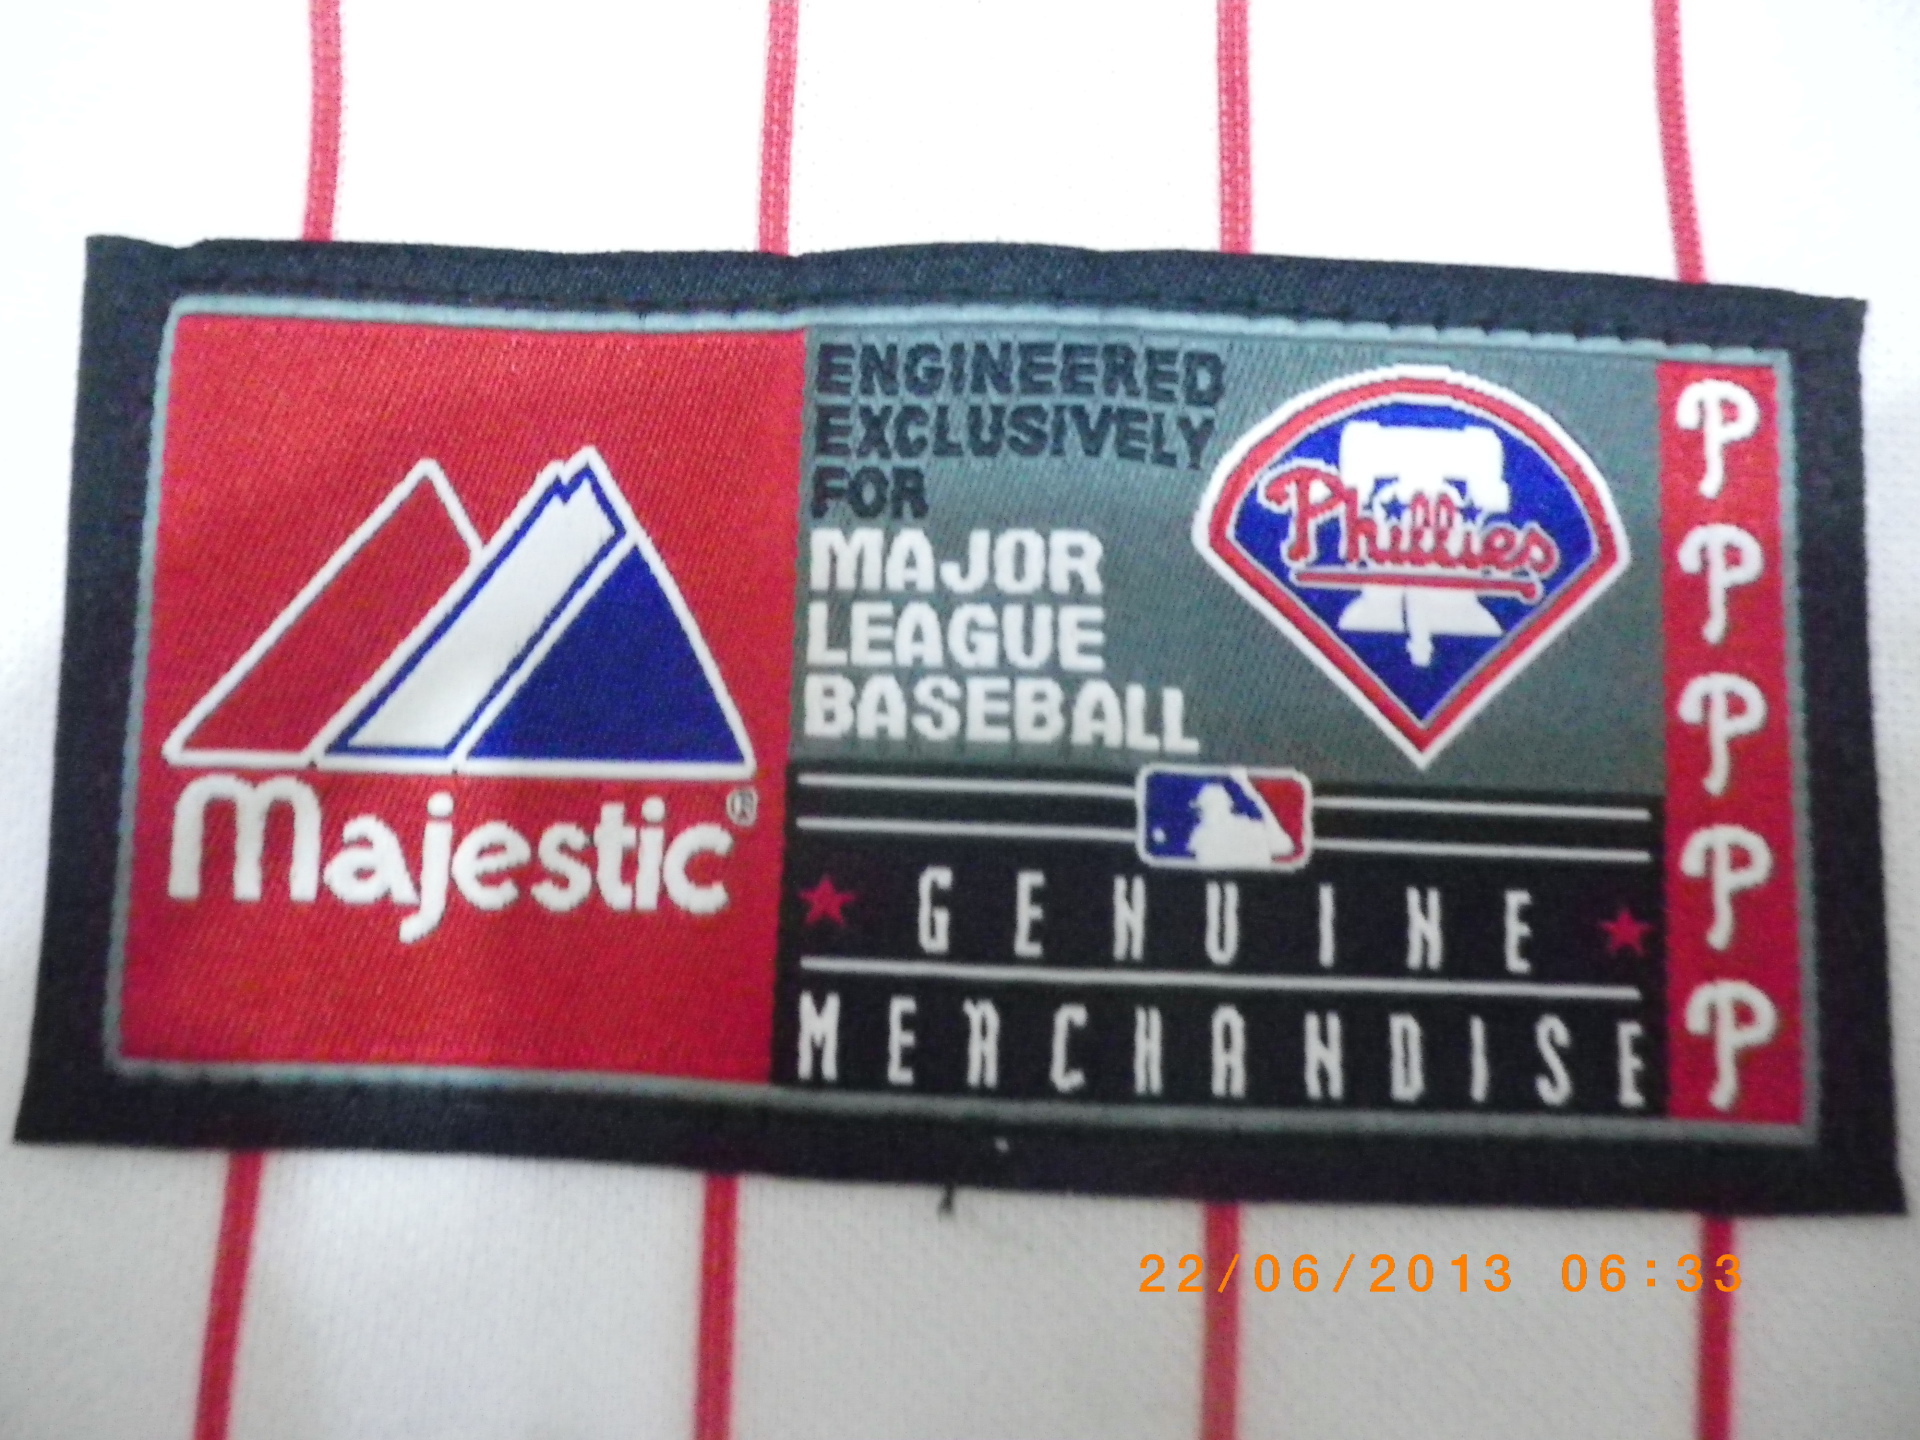 Majestic®
ENGINEERED
EXCLUSIVELY
FOR
MAJOR
LEAGUE
BASEBALL
Phillies
GENUINE
MERCHANDISE
P
P
P
P
P
22/06/2013 06:33